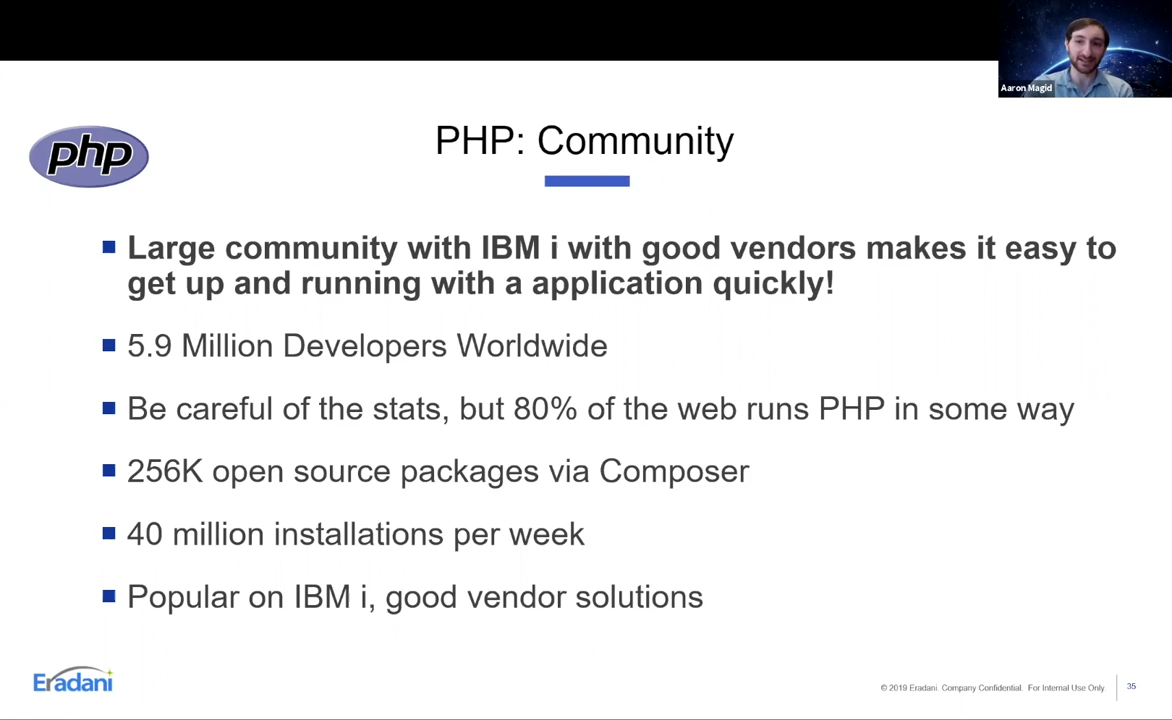 Aaron Magid
php
PHP: Community
Large community with IBM i with good vendors makes it easy to
get up and running with a application quickly!
5.9 Million Developers Worldwide
Be careful of the stats, but 80% of the web runs PHP in some way
256K open source packages via Composer
40 million installations per week
Popular on IBM i, good vendor solutions
Eradani
© 2019 Eradani. Company Confidential. For Internal Use Only.
35